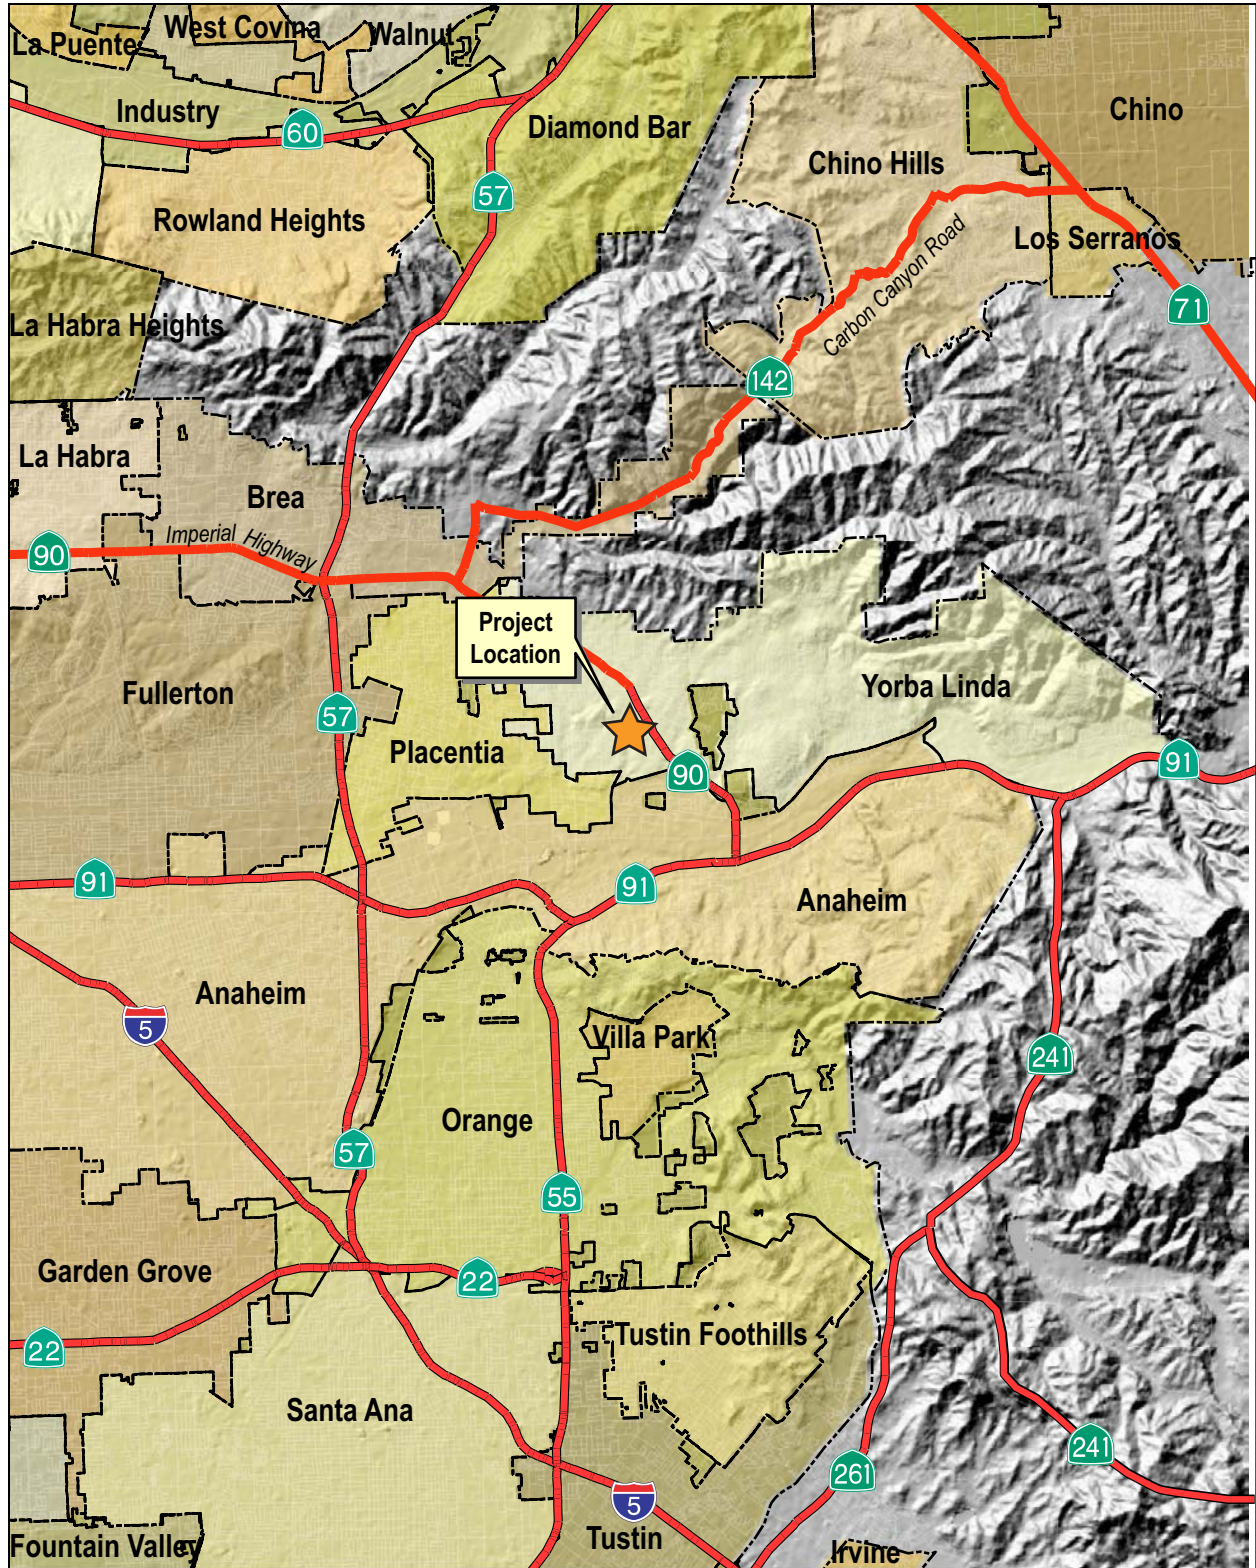 West Covina
La Puente
Walnut
Industry
60
Diamond Bar
Chino
Chino Hills
57
Rowland Heights
Carbon Canyon Road
Los Serranos
71
La Habra Heights
142
La Habra
Brea
90
Imperial Highway
Project
Location
Fullerton
57
Yorba Linda
Placentia
90
91
91
91
Anaheim
Anaheim
5
Villa Park
241
Orange
57
55
Garden Grove
22
22
Tustin Foothills
Santa Ana
241
261
5
Fountain Valley
Tustin
Irvine